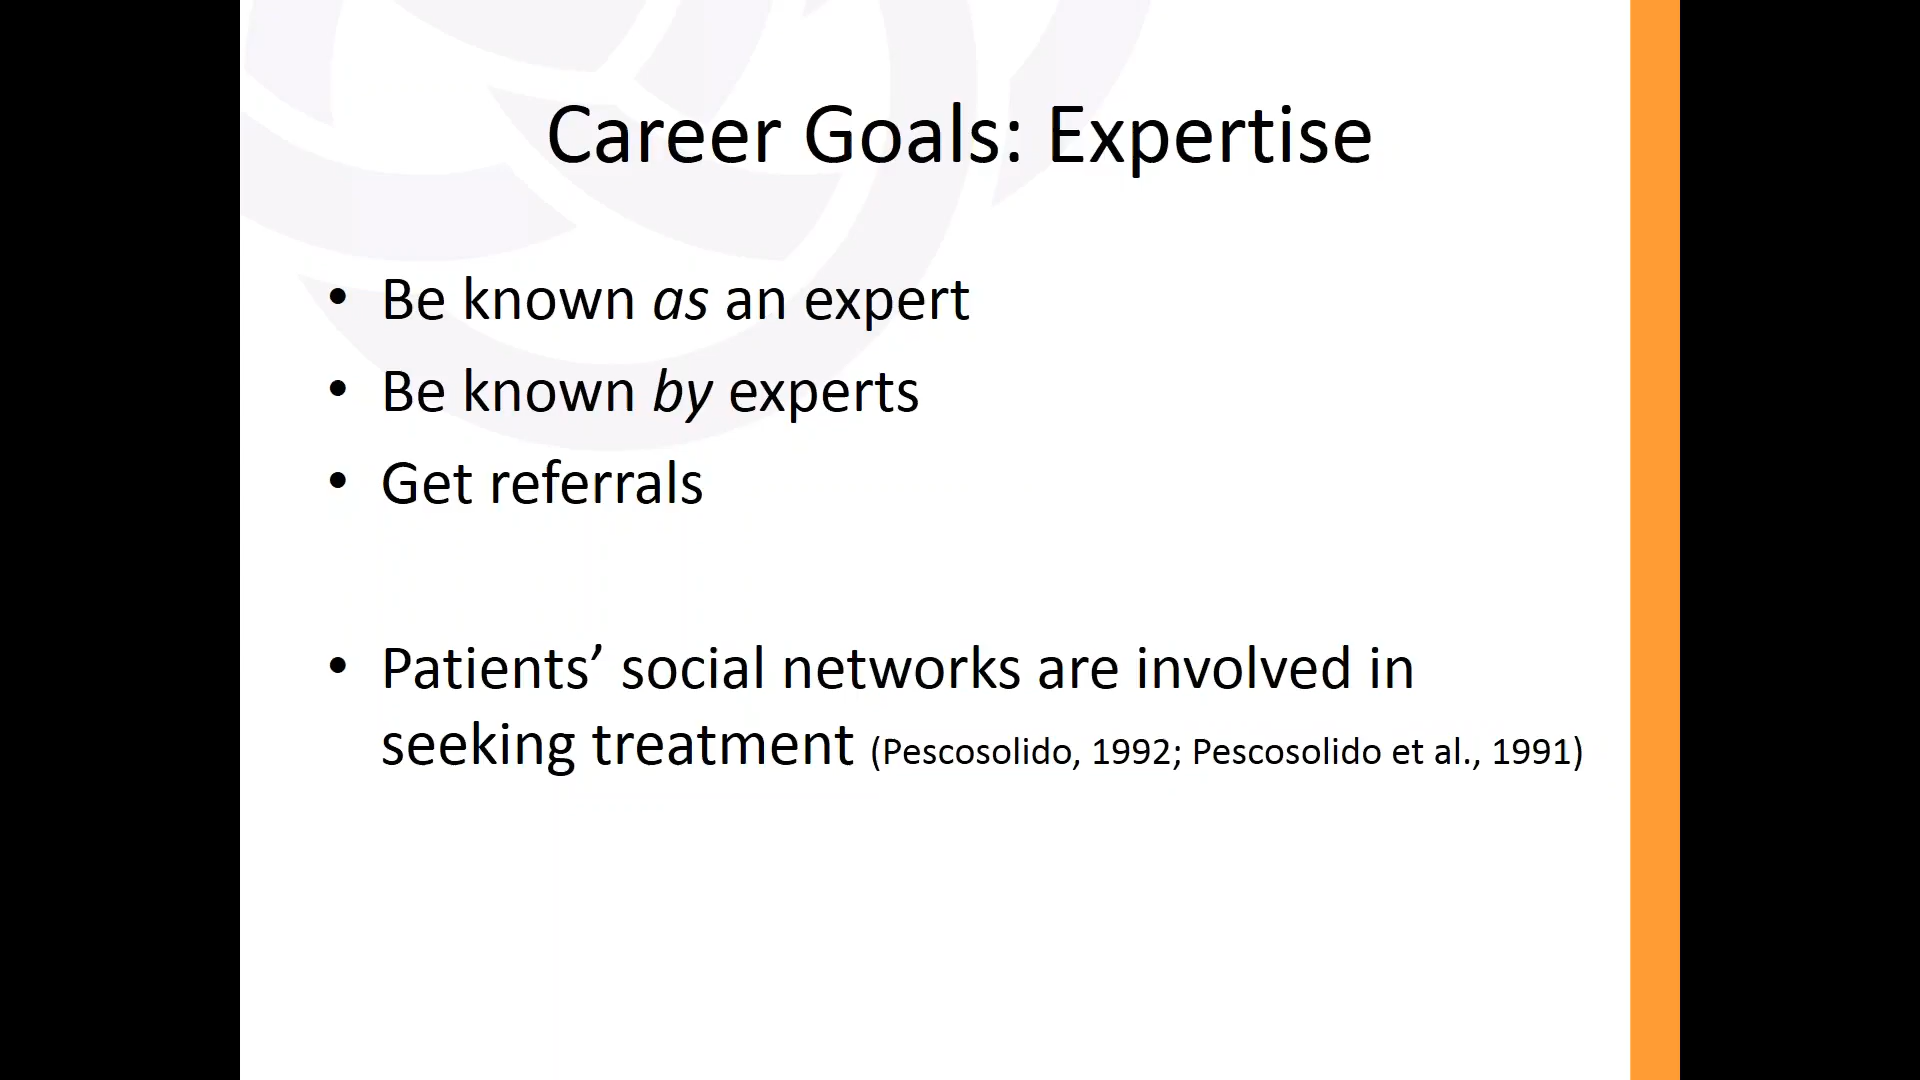 Career Goals: Expertise
• Be known as an expert
• Be known by experts
• Get referrals
• Patients’ social networks are involved in
seeking treatment (Pescosolido, 1992; Pescosolido et al., 1991)